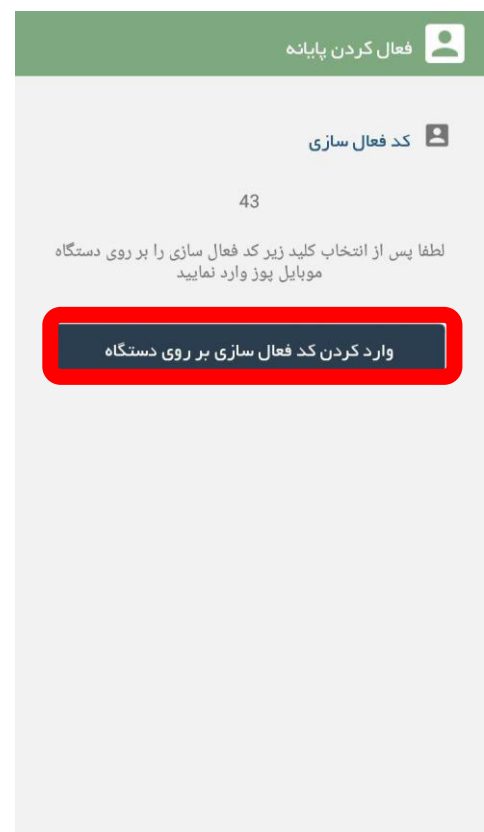 فعال کردن پایانه
کد فعال سازی
43
لطفا پس از انتخاب کلید زیر کد فعال سازی را بر روی دستگاه
موبایل پوز وارد نمایید
وارد کردن کد فعال سازی بر روی دستگاه